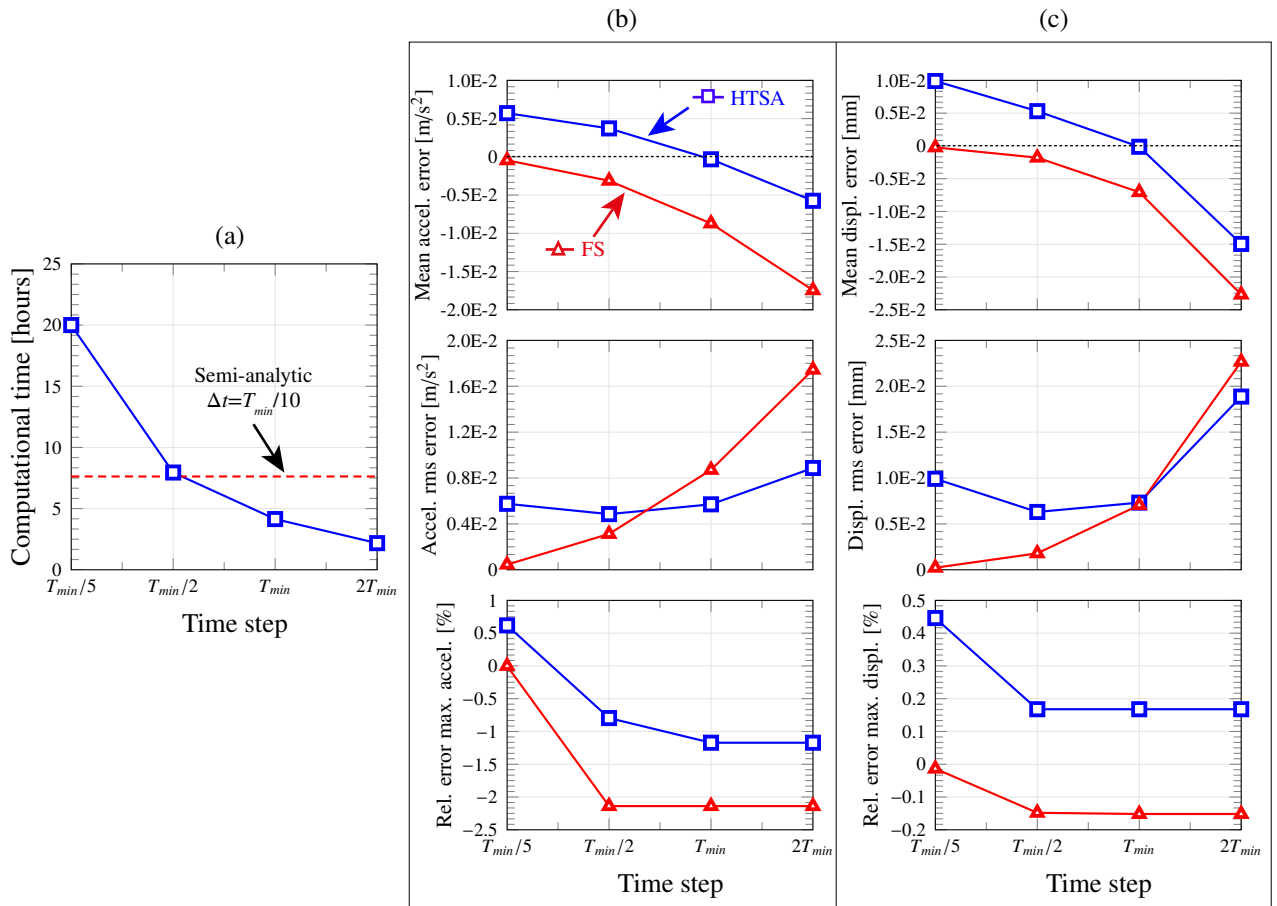 (a)
Computational time [hours]
25
20
15
10
5
0
Semi-analytic
Δt=T_min/10
T_min/5 T_min/2 T_min 2T_min
Time step
(b)
Mean accel. error [m/s²]
1.0E-2
0.5E-2
0
-0.5E-2
-1.0E-2
-1.5E-2
-2.0E-2
HTSA
FS
Accel. rms error [m/s²]
2.0E-2
1.6E-2
1.2E-2
0.8E-2
0.4E-2
0
Rel. error max. accel. [%]
1
0.5
0
−0.5
−1
−1.5
−2
−2.5
T_min/5 T_min/2 T_min 2T_min
Time step
(c)
Mean displ. error [mm]
1.0E-2
0.5E-2
0
-0.5E-2
-1.0E-2
-1.5E-2
-2.0E-2
-2.5E-2
Displ. rms error [mm]
2.5E-2
2.0E-2
1.5E-2
1.0E-2
0.5E-2
0
Rel. error max. displ. [%]
0.5
0.4
0.3
0.2
0.1
0
−0.1
−0.2
T_min/5 T_min/2 T_min 2T_min
Time step